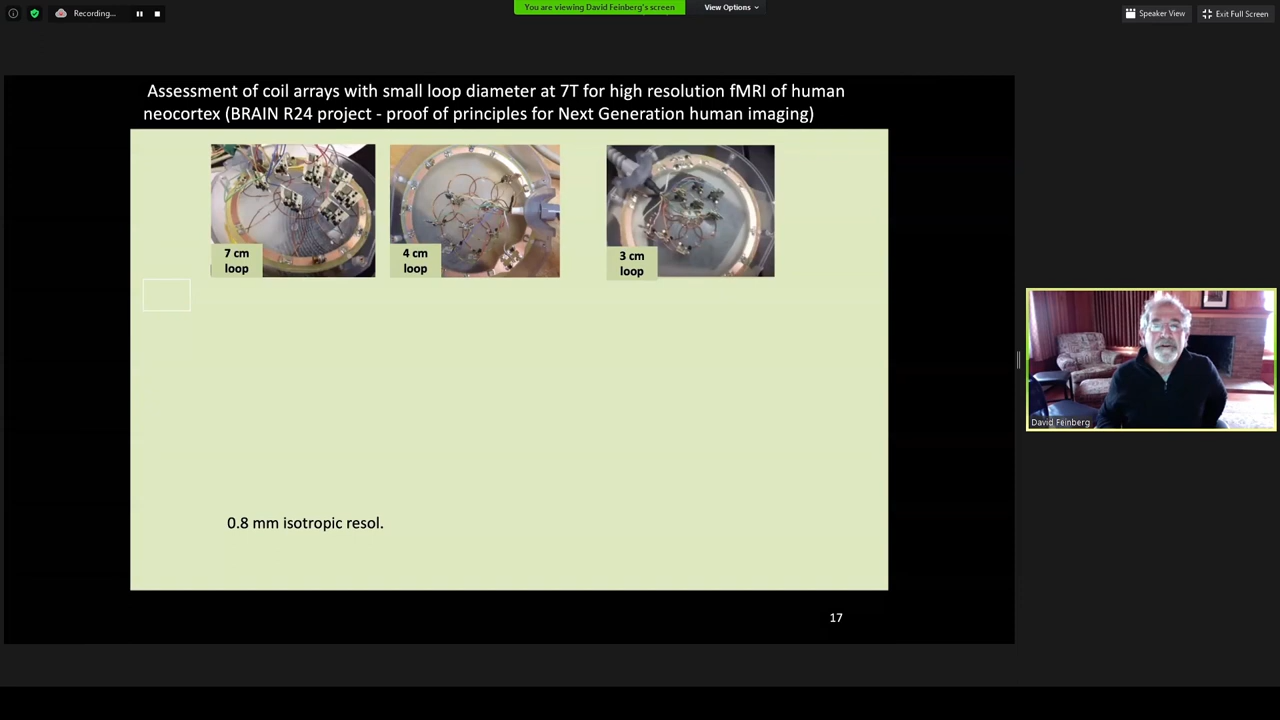 Recording...
You are viewing David Feinberg's screen
View Options
Speaker View
Exit Full Screen
Assessment of coil arrays with small loop diameter at 7T for high resolution fMRI of human
neocortex (BRAIN R24 project - proof of principles for Next Generation human imaging)
7 cm
loop
4 cm
loop
3 cm
loop
David Feinberg
0.8 mm isotropic resol.
17